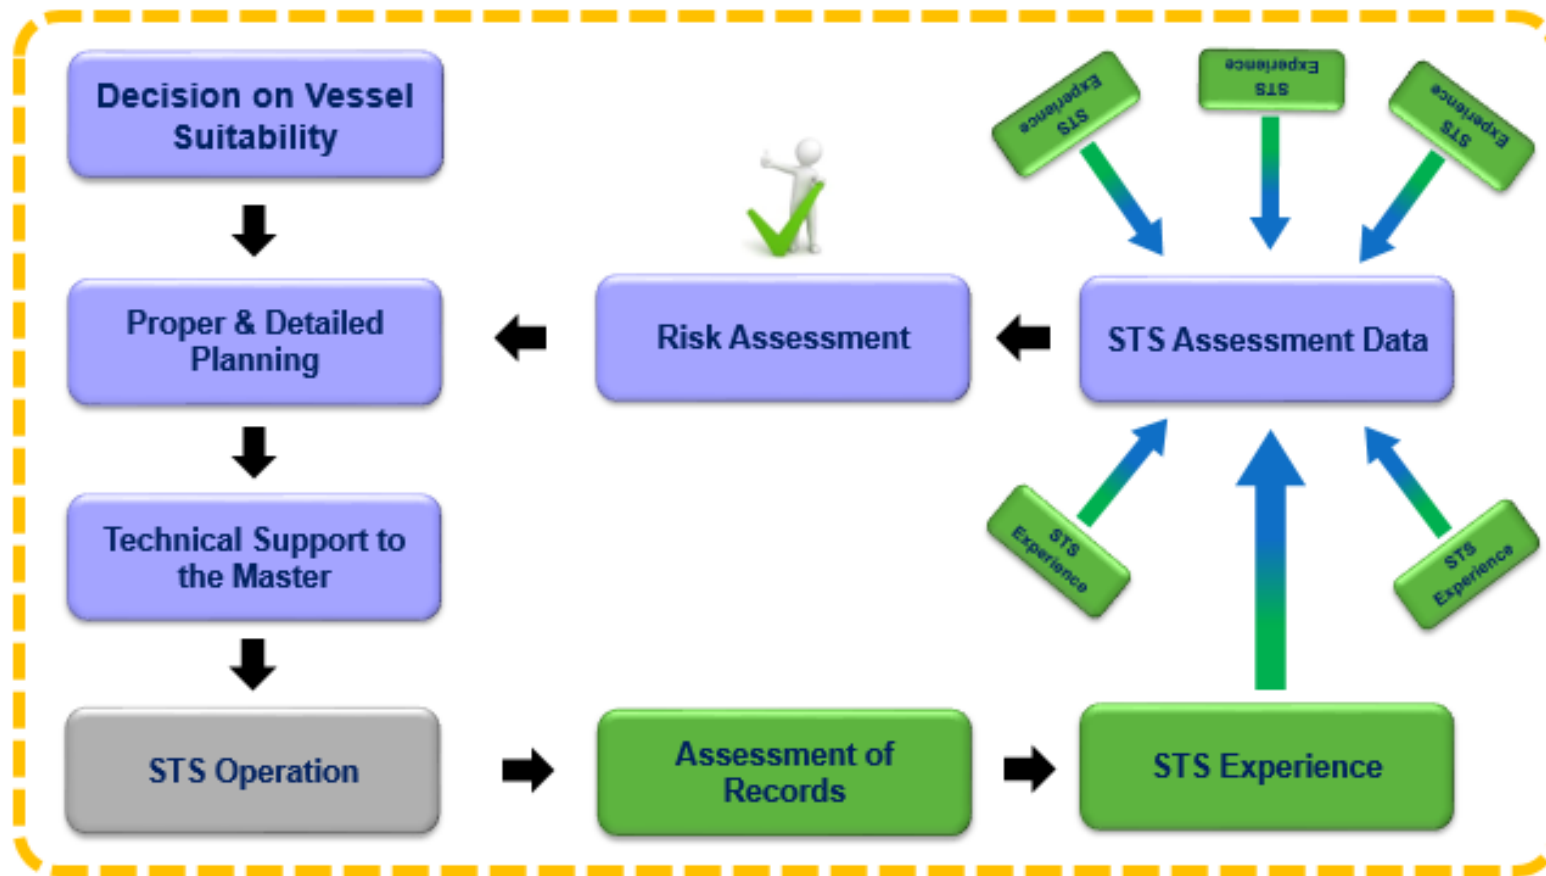 Decision on Vessel
Suitability
Proper & Detailed
Planning
Technical Support to
the Master
STS Operation
Risk Assessment
Assessment of
Records
STS
Experience
STS
Experience
STS
Experience
STS Assessment Data
STS
Experience
STS
Experience
STS Experience